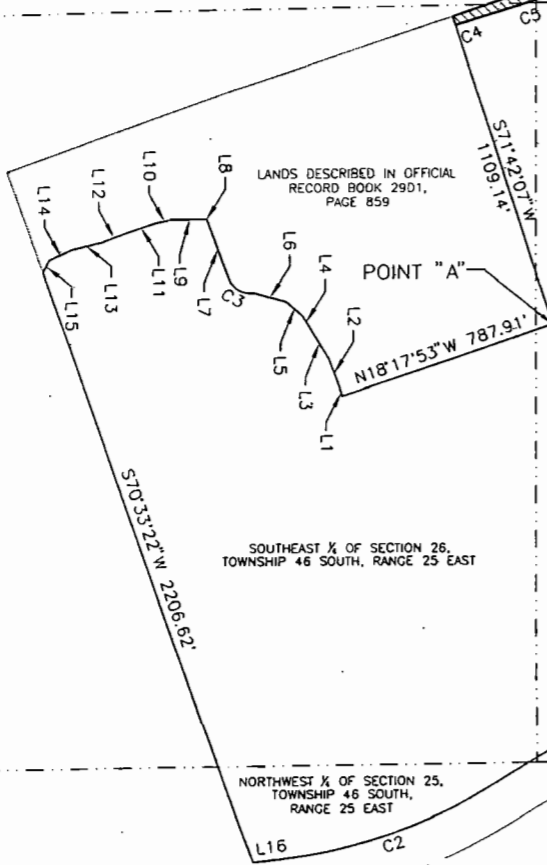 C5
C4
S71°42'07"W
1109.14'
LANDS DESCRIBED IN OFFICIAL
RECORD BOOK 2901,
PAGE 859
POINT "A"
N18°17'53"W 787.91'
L8
L10
L12
L14
L9
L11
L13
L15
L7
C3
L6
L4
L2
L5
L3
L1
SOUTHEAST ¼ OF SECTION 26,
TOWNSHIP 46 SOUTH, RANGE 25 EAST
S70°33'22"W 2206.62'
NORTHWEST ¼ OF SECTION 25,
TOWNSHIP 46 SOUTH,
RANGE 25 EAST
L16
C2